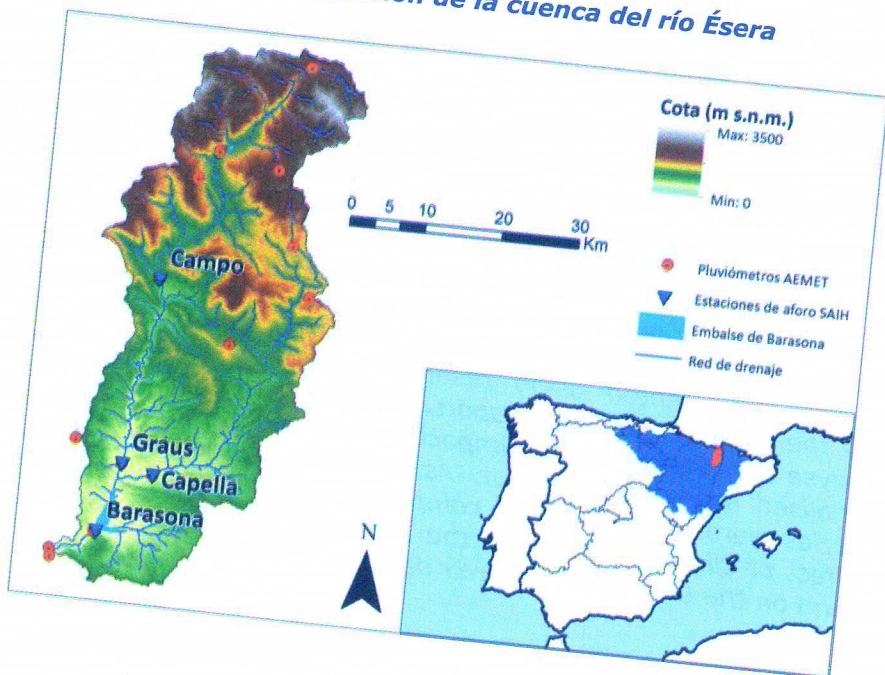 de la cuenca del río Ésera
Cota (m s.n.m.)
Max: 3500
Min: 0
0 5 10 20 30
Km
Pluviómetros AEMET
Estaciones de aforo SAIH
Embalse de Barasona
Red de drenaje
Campo
Graus
Capella
Barasona
N